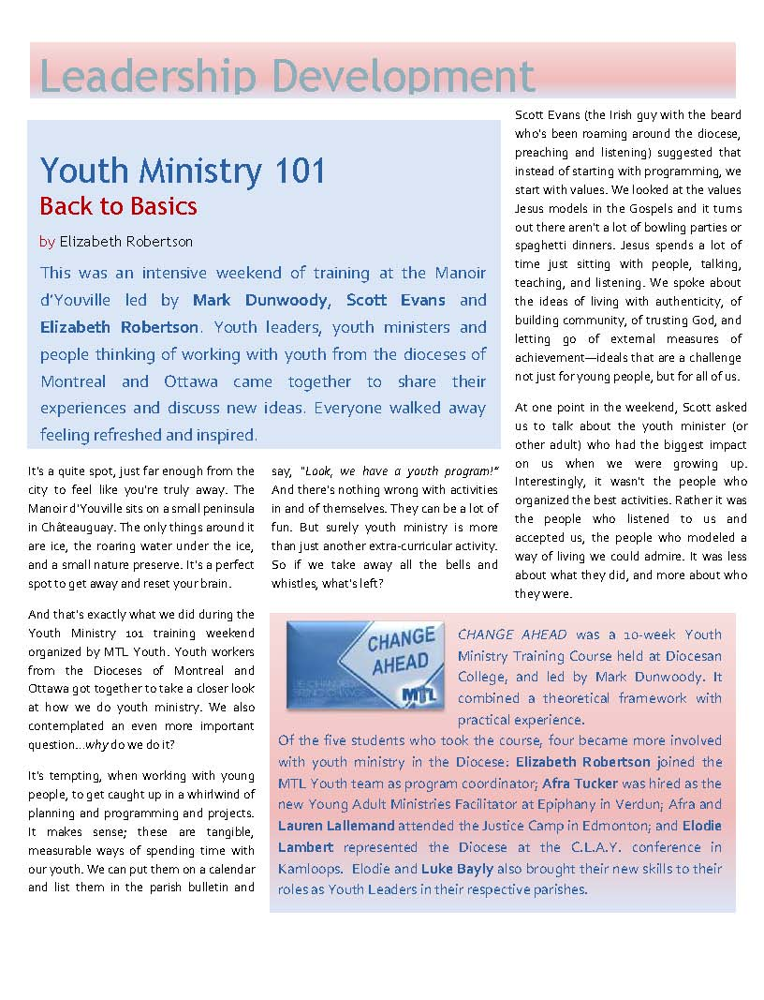 Leadership Development
Youth Ministry 101
Back to Basics
by Elizabeth Robertson
This was an intensive weekend of training at the Manoir
d'Youville led by Mark Dunwoody, Scott Evans and
Elizabeth Robertson. Youth leaders, youth ministers and
people thinking of working with youth from the dioceses of
Montreal and Ottawa came together to share their
experiences and discuss new ideas. Everyone walked away
feeling refreshed and inspired.
It's a quite spot, just far enough from the
city to feel like you're truly away. The
Manoir d'Youville sits on a small peninsula
in Châteauguay. The only things around it
are ice, the roaring water under the ice,
and a small nature preserve. It's a perfect
spot to get away and reset your brain.
And that's exactly what we did during the
Youth Ministry 101 training weekend
organized by MTL Youth. Youth workers
from the Dioceses of Montreal and
Ottawa got together to take a closer look
at how we do youth ministry. We also
contemplated an even more important
question...why do we do it?
It's tempting, when working with young
people, to get caught up in a whirlwind of
planning and programming and projects.
It makes sense; these are tangible,
measurable ways of spending time with
our youth. We can put them on a calendar
and list them in the parish bulletin and
say, "Look, we have a youth program!"
And there's nothing wrong with activities
in and of themselves. They can be a lot of
fun. But surely youth ministry is more
than just another extra-curricular activity.
So if we take away all the bells and
whistles, what's left?
Scott Evans (the Irish guy with the beard
who's been roaming around the diocese,
preaching and listening) suggested that
instead of starting with programming, we
start with values. We looked at the values
Jesus models in the Gospels and it turns
out there aren't a lot of bowling parties or
spaghetti dinners. Jesus spends a lot of
time just sitting with people, talking,
teaching, and listening. We spoke about
the ideas of living with authenticity, of
building community, of trusting God, and
letting go of external measures of
achievement—ideals that are a challenge
not just for young people, but for all of us.
At one point in the weekend, Scott asked
us to talk about the youth minister (or
other adult) who had the biggest impact
on us when we were growing up.
Interestingly, it wasn't the people who
organized the best activities. Rather it was
the people who listened to us and
accepted us, the people who modeled a
way of living we could admire. It was less
about what they did, and more about who
they were.
CHANGE
AHEAD
MTL
CHANGE AHEAD was a 10-week Youth
Ministry Training Course held at Diocesan
College, and led by Mark Dunwoody. It
combined a theoretical framework with
practical experience.
Of the five students who took the course, four became more involved
with youth ministry in the Diocese: Elizabeth Robertson joined the
MTL Youth team as program coordinator; Afra Tucker was hired as the
new Young Adult Ministries Facilitator at Epiphany in Verdun; Afra and
Lauren Lallemand attended the Justice Camp in Edmonton; and Elodie
Lambert represented the Diocese at the C.L.A.Y. conference in
Kamloops. Elodie and Luke Bayly also brought their new skills to their
roles as Youth Leaders in their respective parishes.